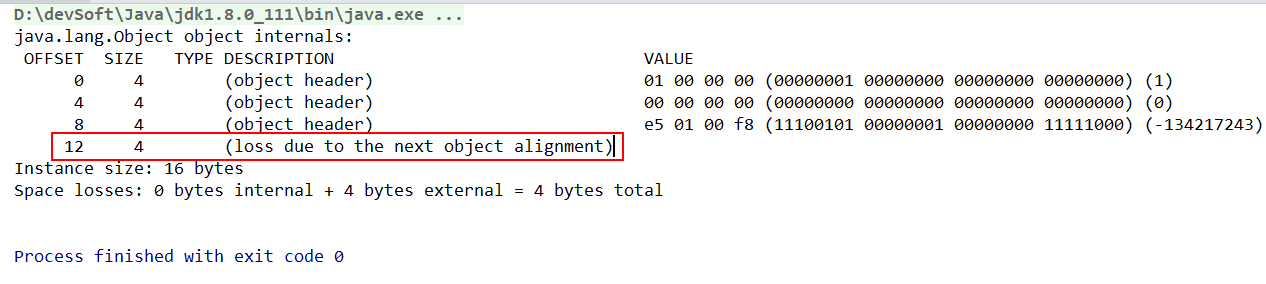 D:\devSoft\Java\jdk1.8.0_111\bin\java.exe ...
java.lang.Object object internals:
OFFSET SIZE TYPE DESCRIPTION VALUE
0 4 (object header) 01 00 00 00 (00000001 00000000 00000000 00000000) (1)
4 4 (object header) 00 00 00 00 (00000000 00000000 00000000 00000000) (0)
8 4 (object header) e5 01 00 f8 (11100101 00000001 00000000 11111000) (-134217243)
12 4 (loss due to the next object alignment)
Instance size: 16 bytes
Space losses: 0 bytes internal + 4 bytes external = 4 bytes total
Process finished with exit code 0